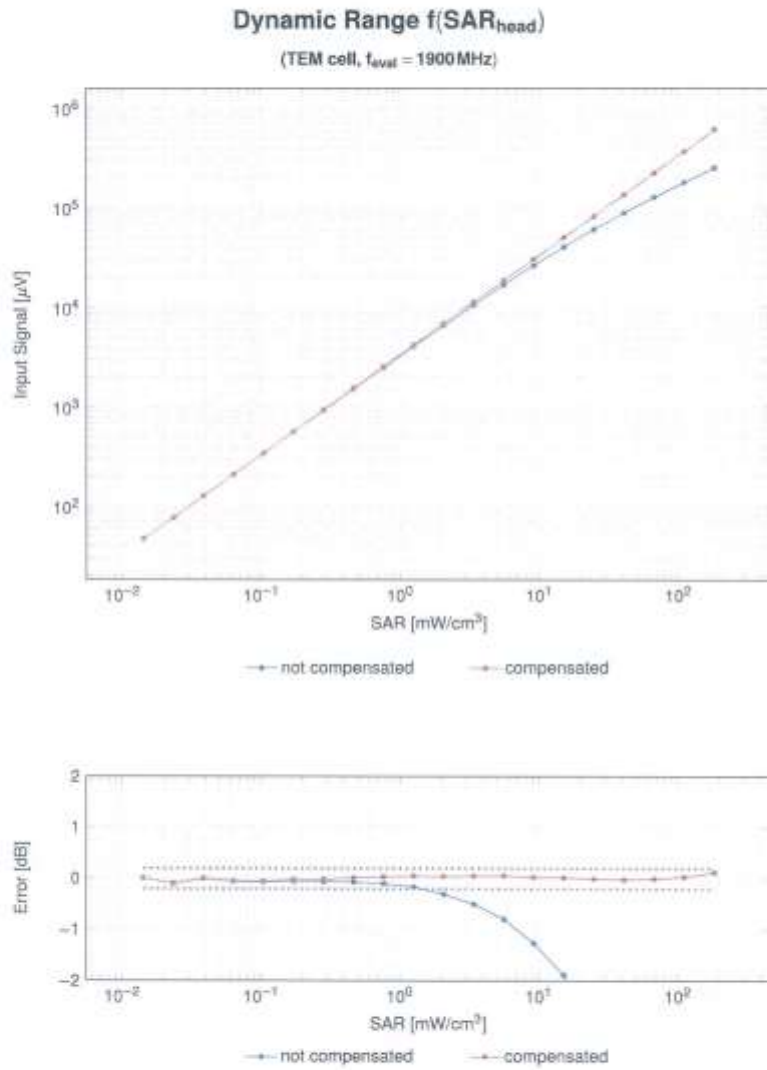 Dynamic Range f(SAR_head)
(TEM cell, f_eval = 1900 MHz)
Input Signal [µV]
10⁶
10⁵
10⁴
10³
10²
10⁻² 10⁻¹ 10⁰ 10¹ 10²
SAR [mW/cm³]
not compensated compensated
Error [dB]
2
1
0
−1
−2
10⁻² 10⁻¹ 10⁰ 10¹ 10²
SAR [mW/cm³]
not compensated compensated